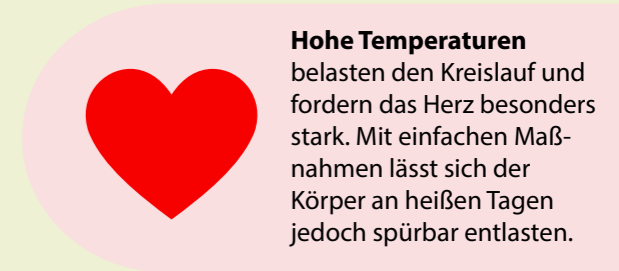 Hohe Temperaturen
belasten den Kreislauf und
fordern das Herz besonders
stark. Mit einfachen Maß-
nahmen lässt sich der
Körper an heißen Tagen
jedoch spürbar entlasten.